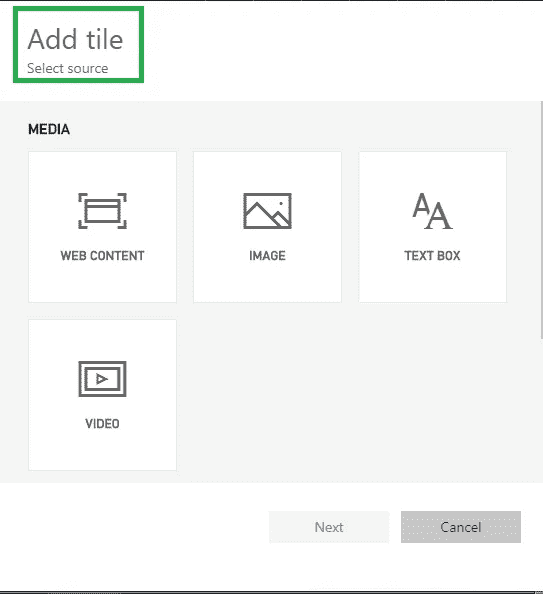 Add tile
Select source
MEDIA
WEB CONTENT
IMAGE
TEXT BOX
VIDEO
Next
Cancel